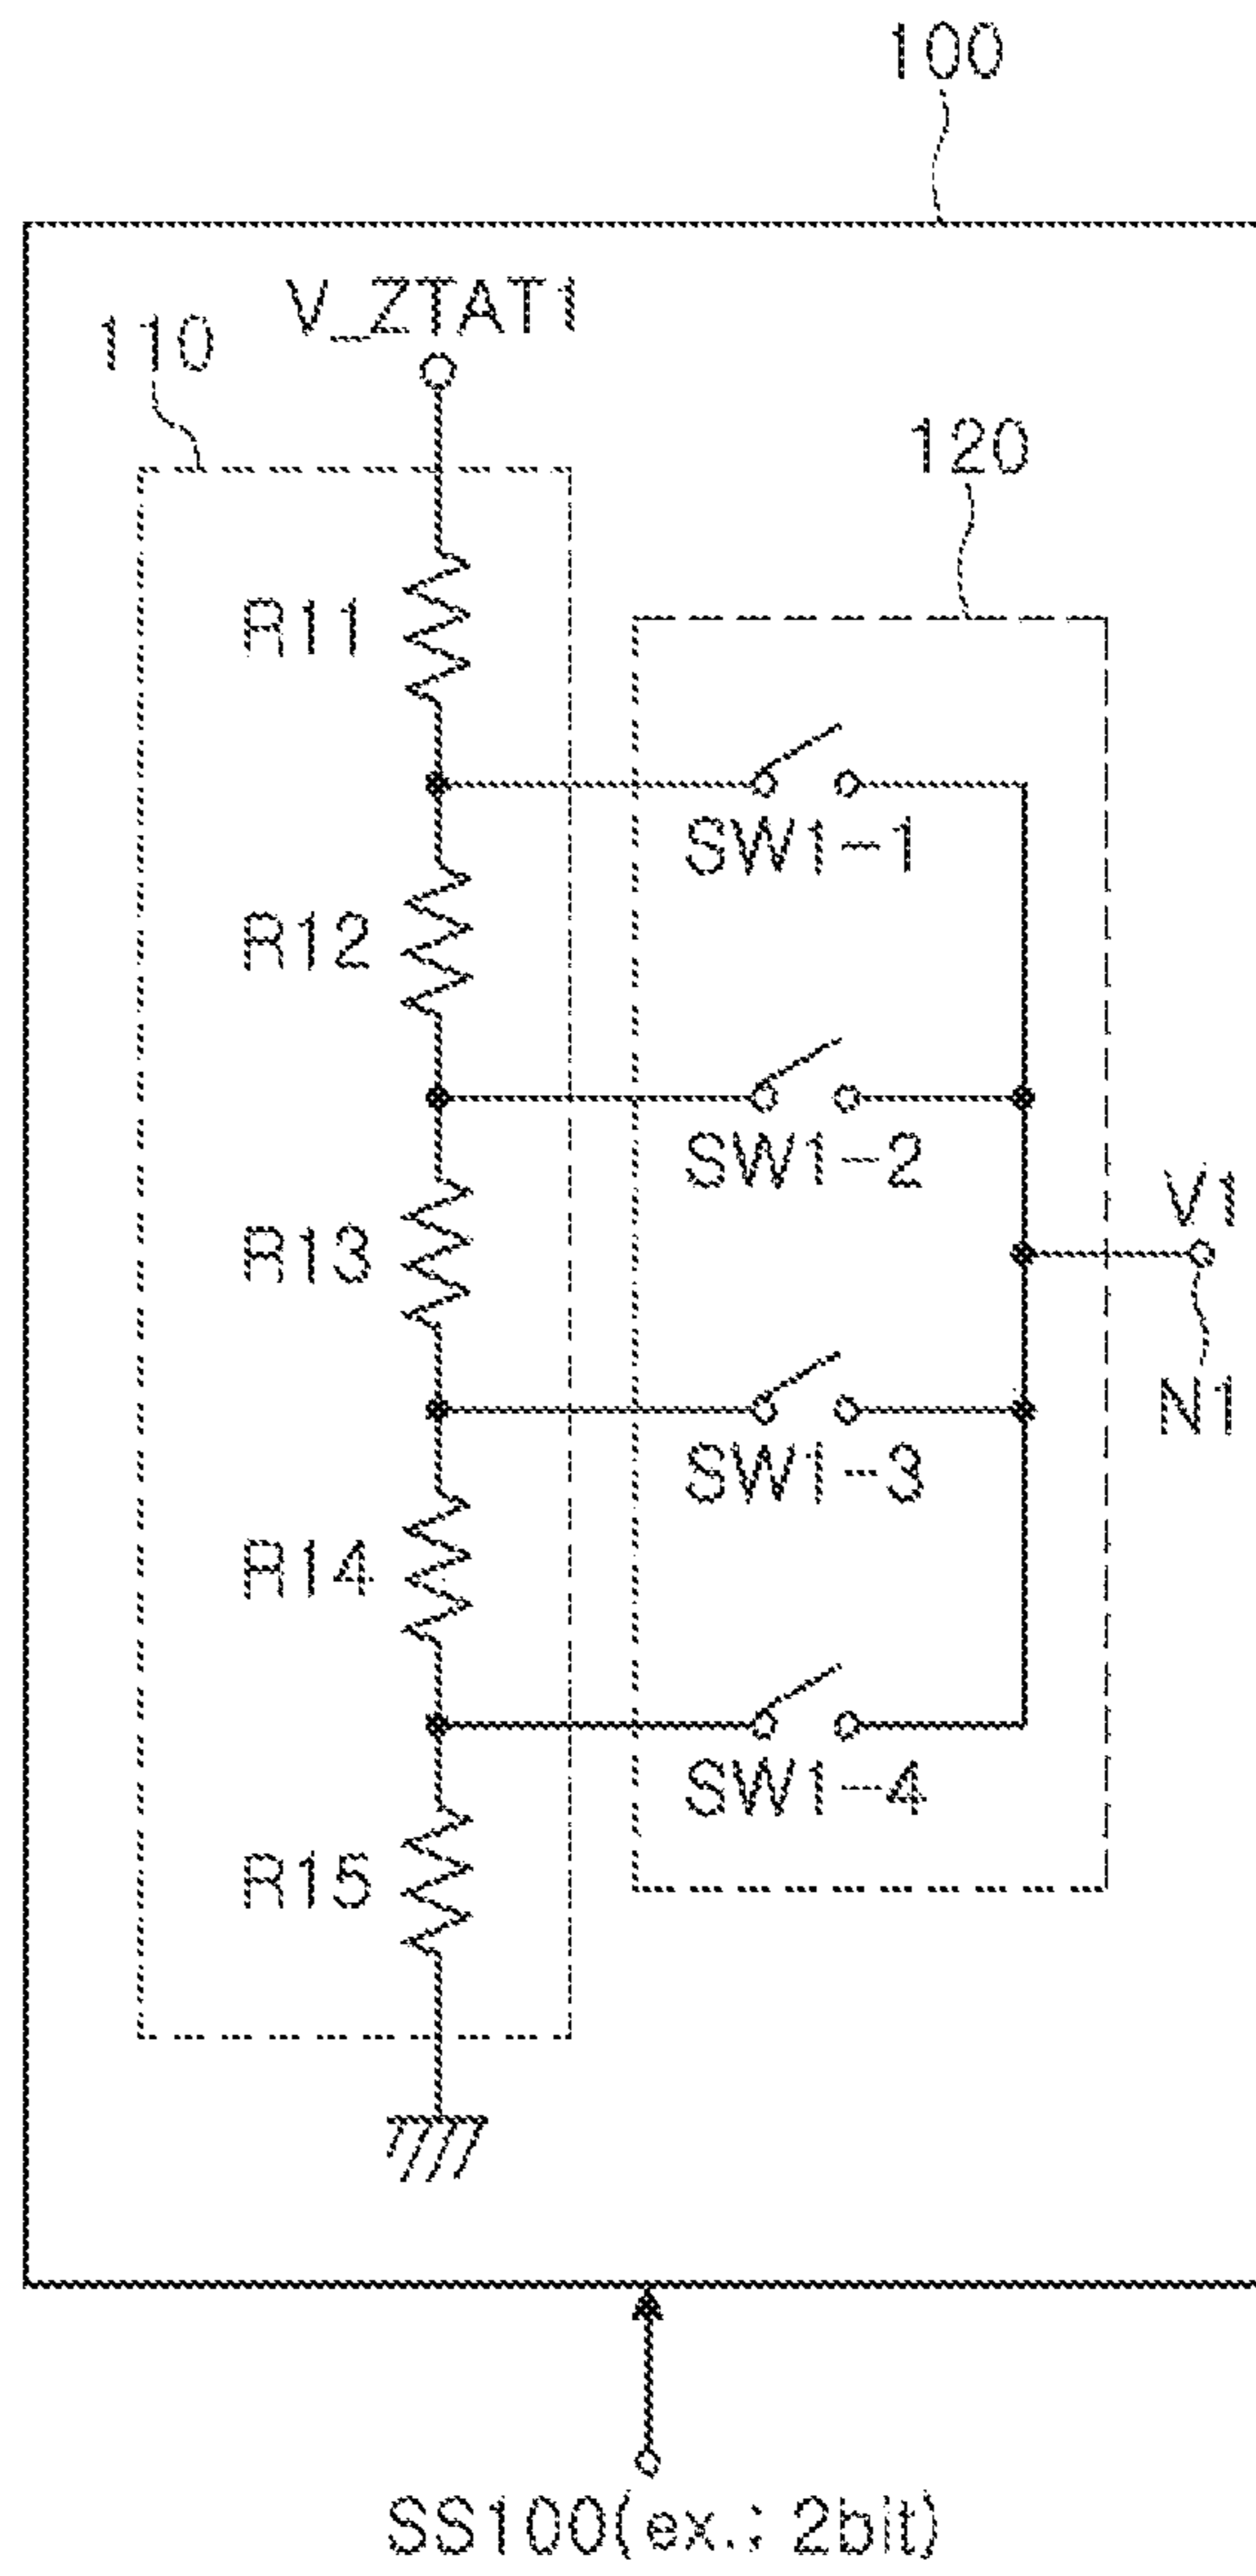 100
V_ZTAT1
110
120
R11
SW1-1
R12
SW1-2
V1
R13
N1
SW1-3
R14
SW1-4
R15
SS100(ex.; 2bit)